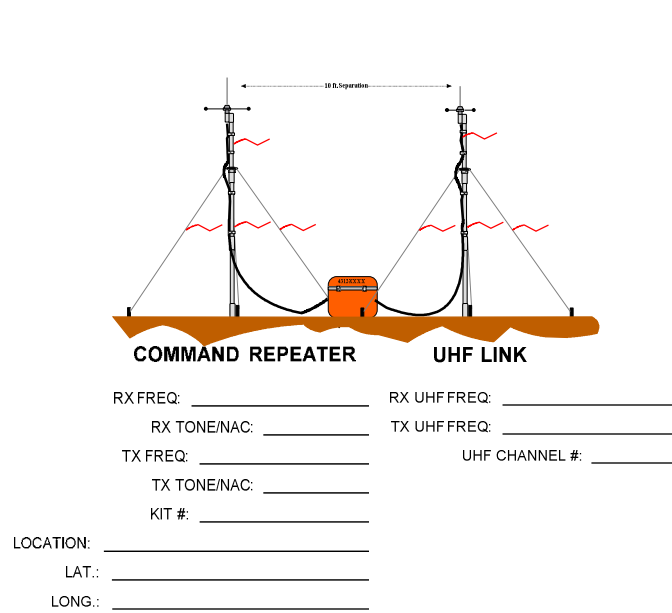 10 ft. Separation
4312XXXX
COMMAND REPEATER
UHF LINK
RX FREQ:
RX TONE/NAC:
TX FREQ:
TX TONE/NAC:
KIT #:
LOCATION:
LAT.:
LONG.:
RX UHF FREQ:
TX UHF FREQ:
UHF CHANNEL #: